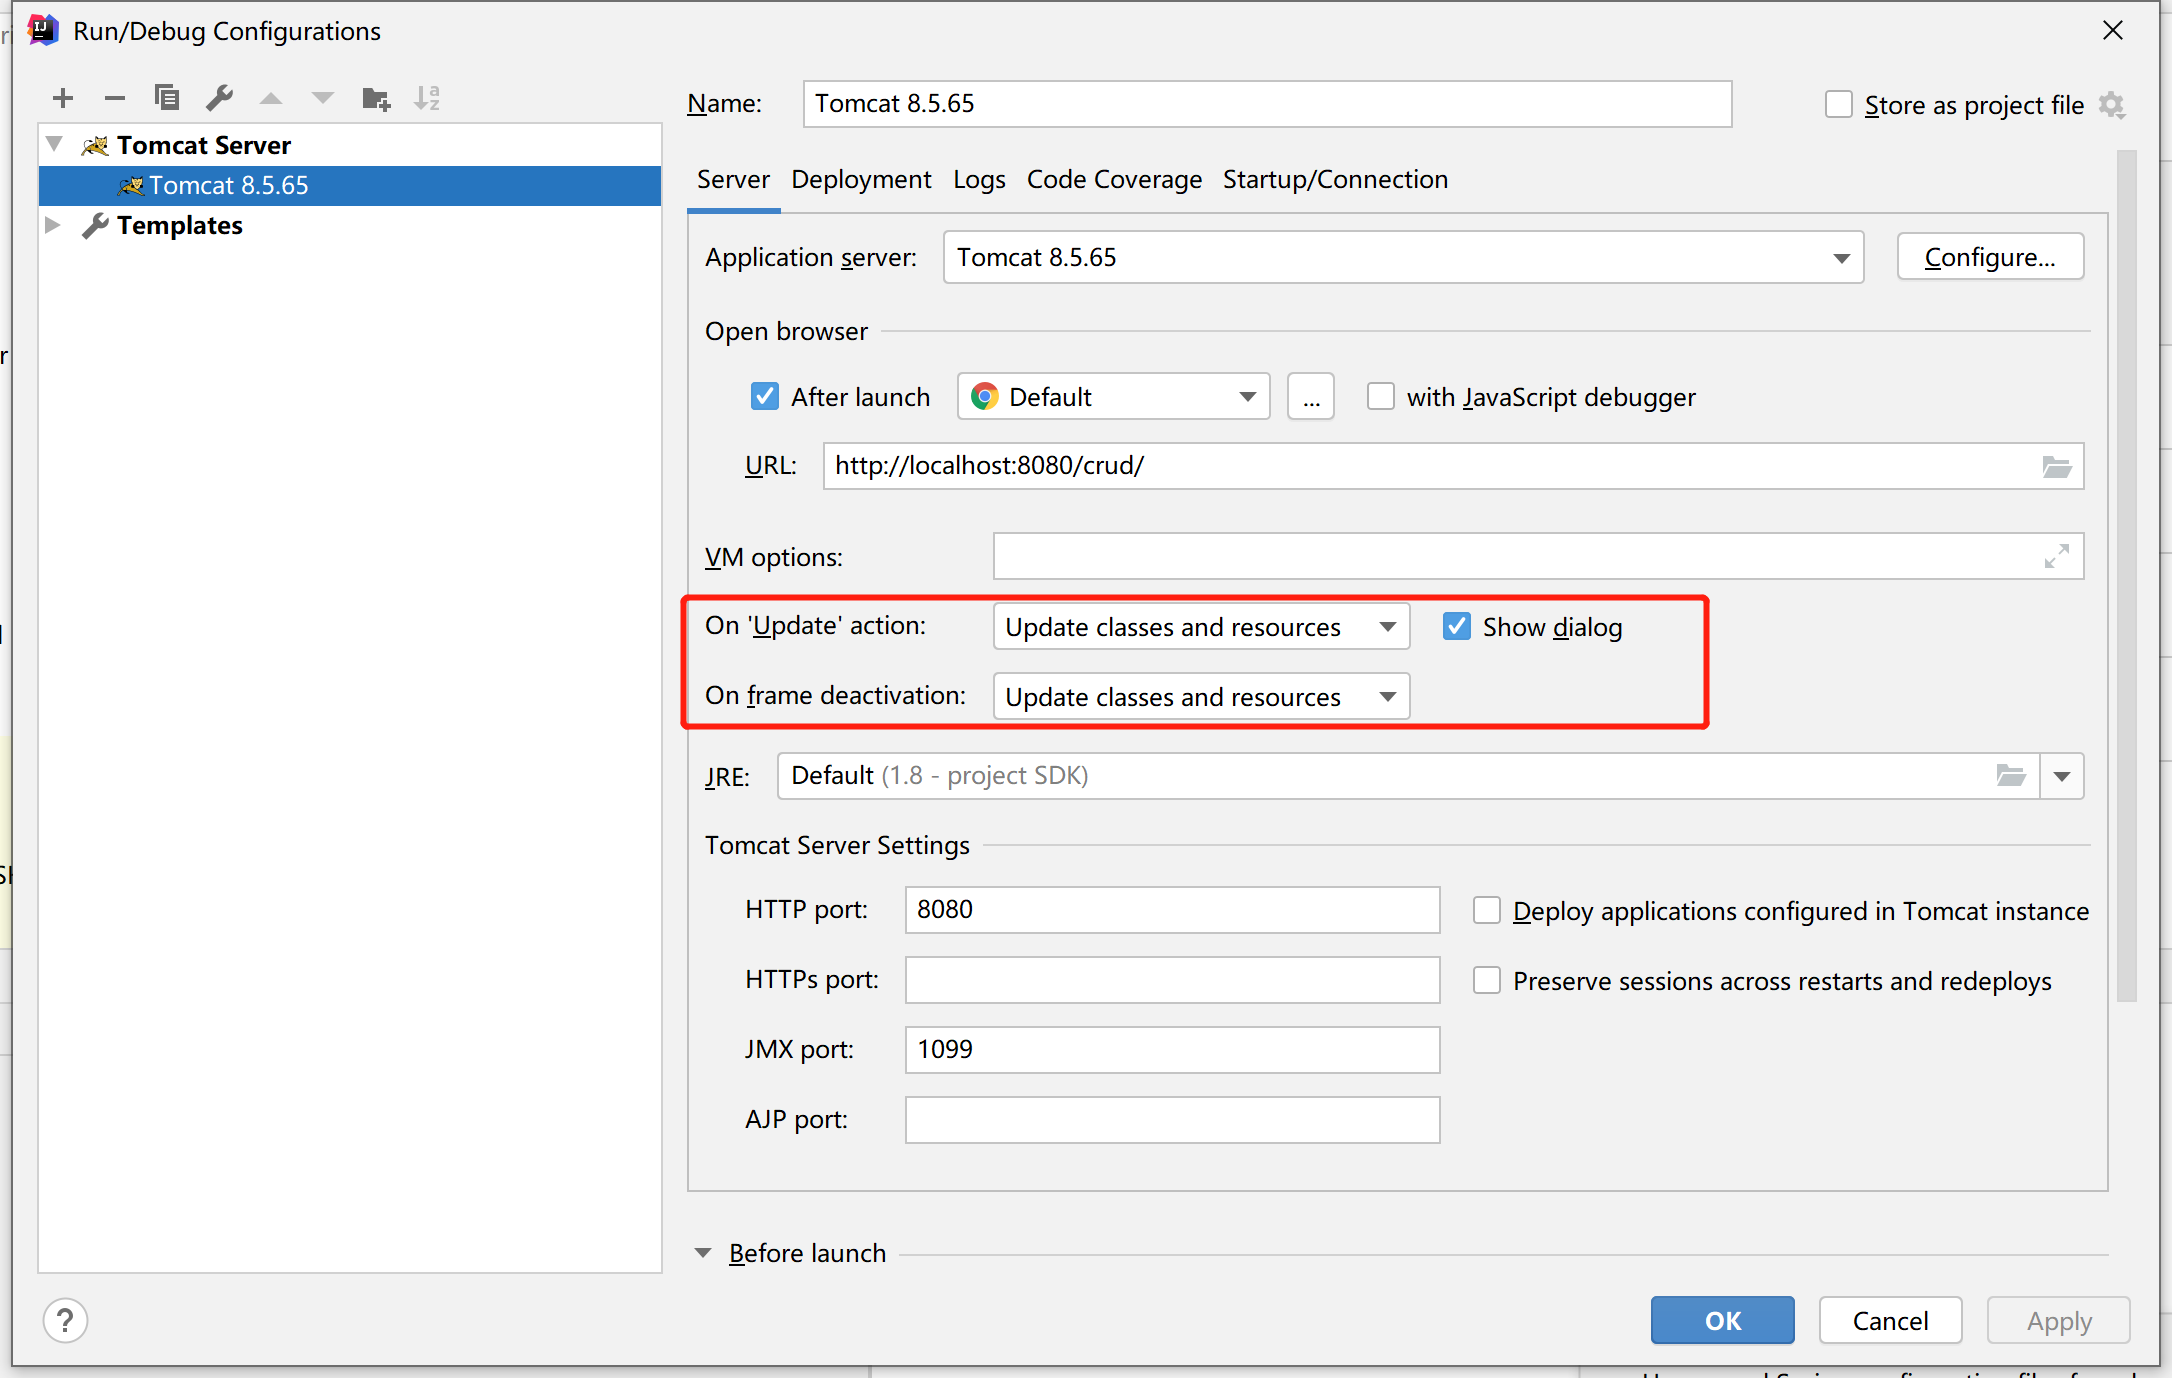 Run/Debug Configurations
Name: Tomcat 8.5.65 Store as project file
Tomcat Server
Tomcat 8.5.65
Templates
Server Deployment Logs Code Coverage Startup/Connection
Application server: Tomcat 8.5.65 Configure...
Open browser
After launch Default ... with JavaScript debugger
URL: http://localhost:8080/crud/
VM options:
On 'Update' action: Update classes and resources Show dialog
On frame deactivation: Update classes and resources
JRE: Default (1.8 - project SDK)
Tomcat Server Settings
HTTP port: 8080 Deploy applications configured in Tomcat instance
HTTPs port: Preserve sessions across restarts and redeploys
JMX port: 1099
AJP port:
Before launch
? OK Cancel Apply